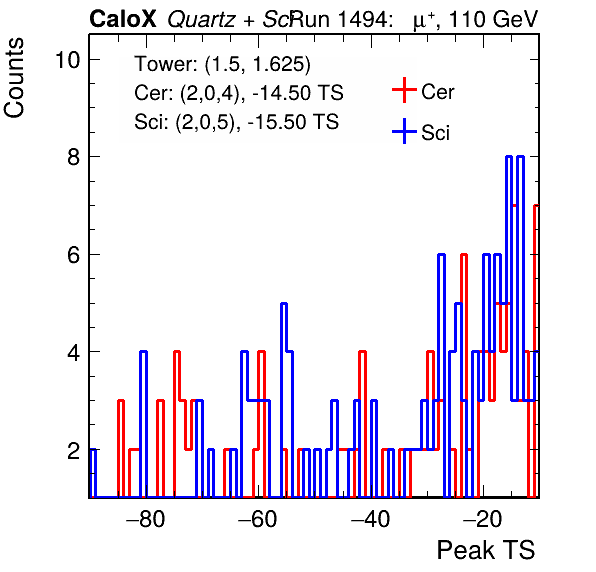 CaloX Quartz + Sci Run 1494: μ⁺, 110 GeV
Counts
Tower: (1.5, 1.625)
Cer: (2,0,4), -14.50 TS
Sci: (2,0,5), -15.50 TS
Cer
Sci
10
8
6
4
2
−80 −60 −40 −20
Peak TS